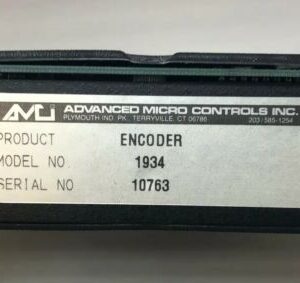 AMCI ADVANCED MICRO CONTROLS INC.
PLYMOUTH IND. PK., TERRYVILLE, CT 06786 203/585-1254
PRODUCT ENCODER
MODEL NO 1934
SERIAL NO 10763